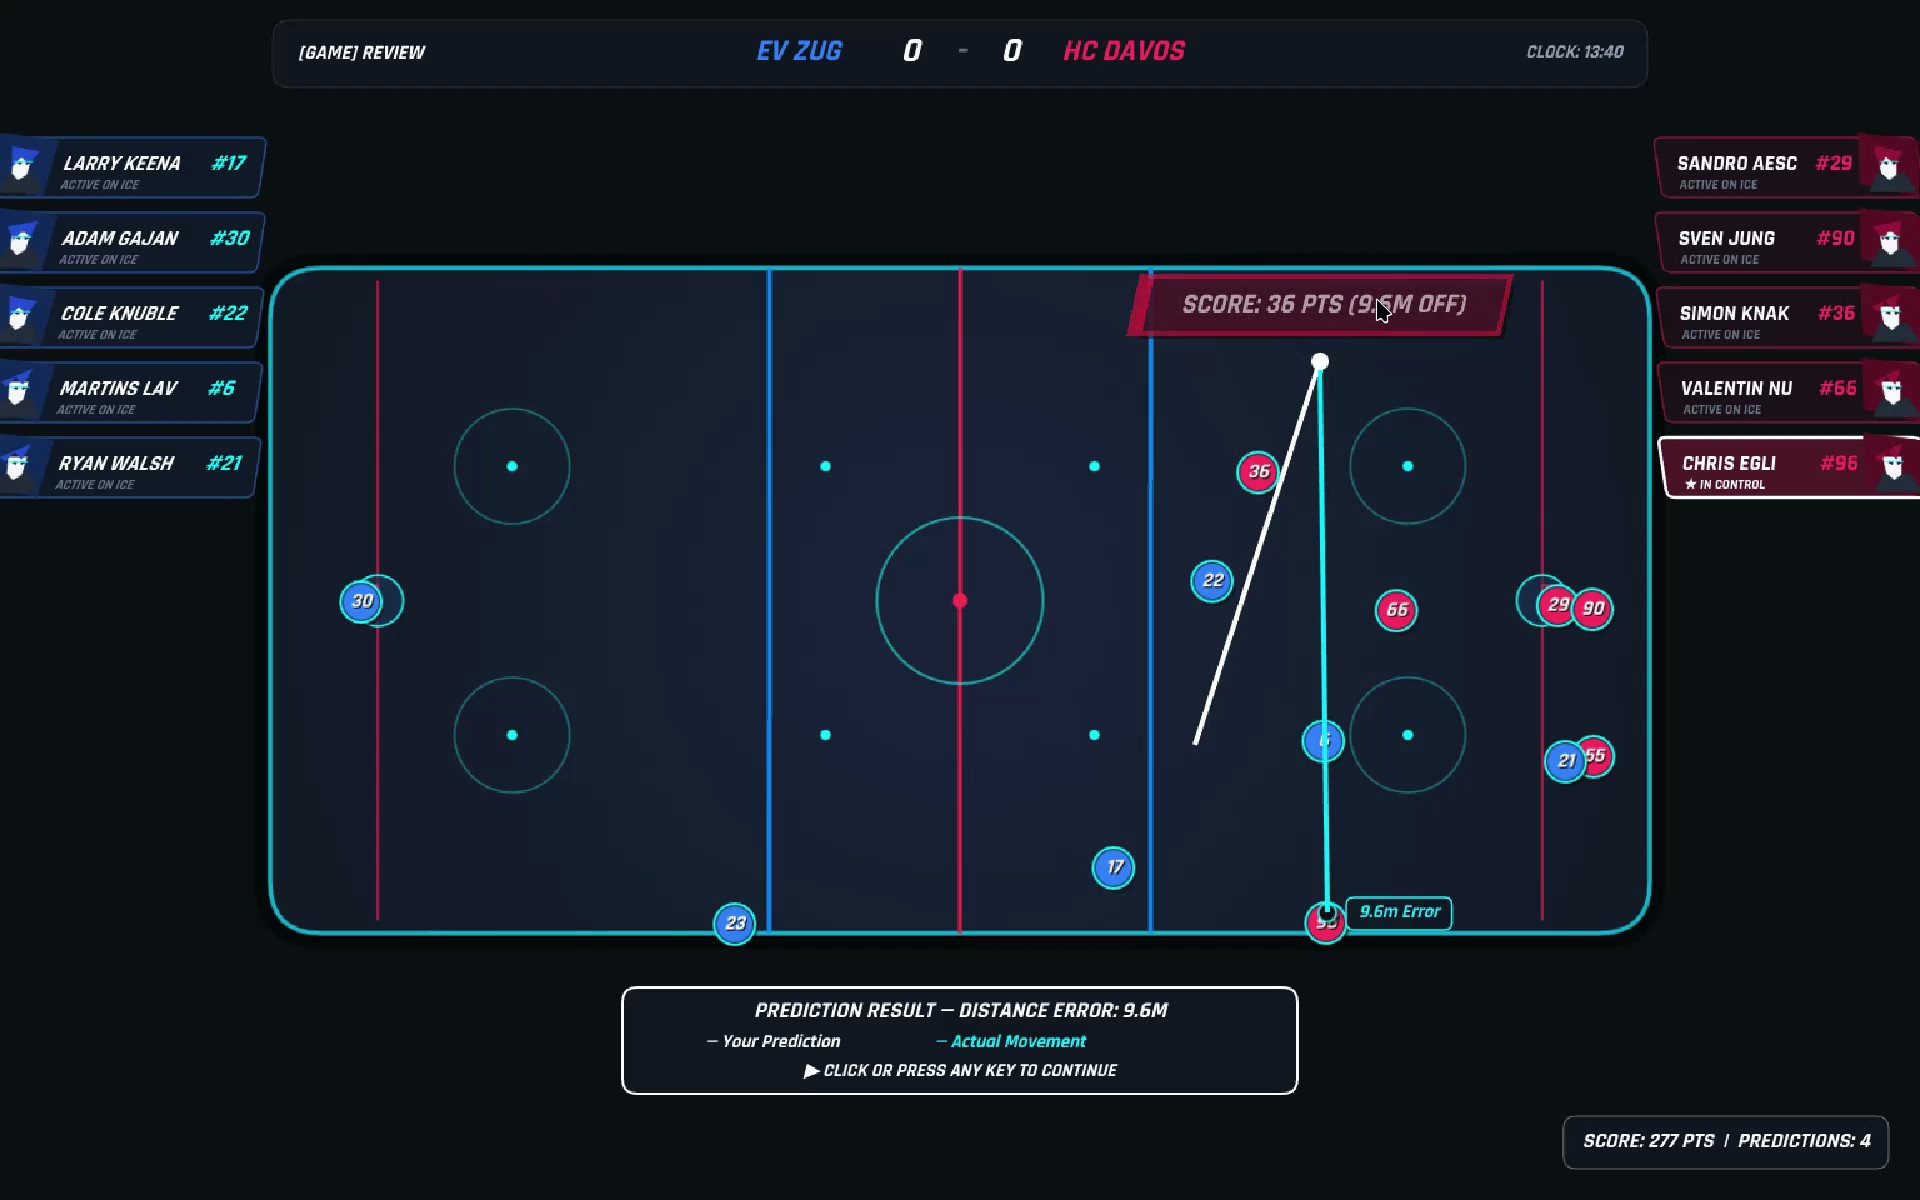 [GAME] REVIEW
EV ZUG 0 - 0 HC DAVOS
CLOCK: 13:40
LARRY KEENA #17
ACTIVE ON ICE
ADAM GAJAN #30
ACTIVE ON ICE
COLE KNUBLE #22
ACTIVE ON ICE
MARTINS LAV #6
ACTIVE ON ICE
RYAN WALSH #21
ACTIVE ON ICE
SANDRO AESC #29
ACTIVE ON ICE
SVEN JUNG #90
ACTIVE ON ICE
SIMON KNAK #36
ACTIVE ON ICE
VALENTIN NU #66
ACTIVE ON ICE
CHRIS EGLI #96
★ IN CONTROL
SCORE: 36 PTS (9.6M OFF)
36
22
30
66
29
90
6
21
55
17
23
9.6m Error
PREDICTION RESULT — DISTANCE ERROR: 9.6M
— Your Prediction
— Actual Movement
▶ CLICK OR PRESS ANY KEY TO CONTINUE
SCORE: 277 PTS / PREDICTIONS: 4